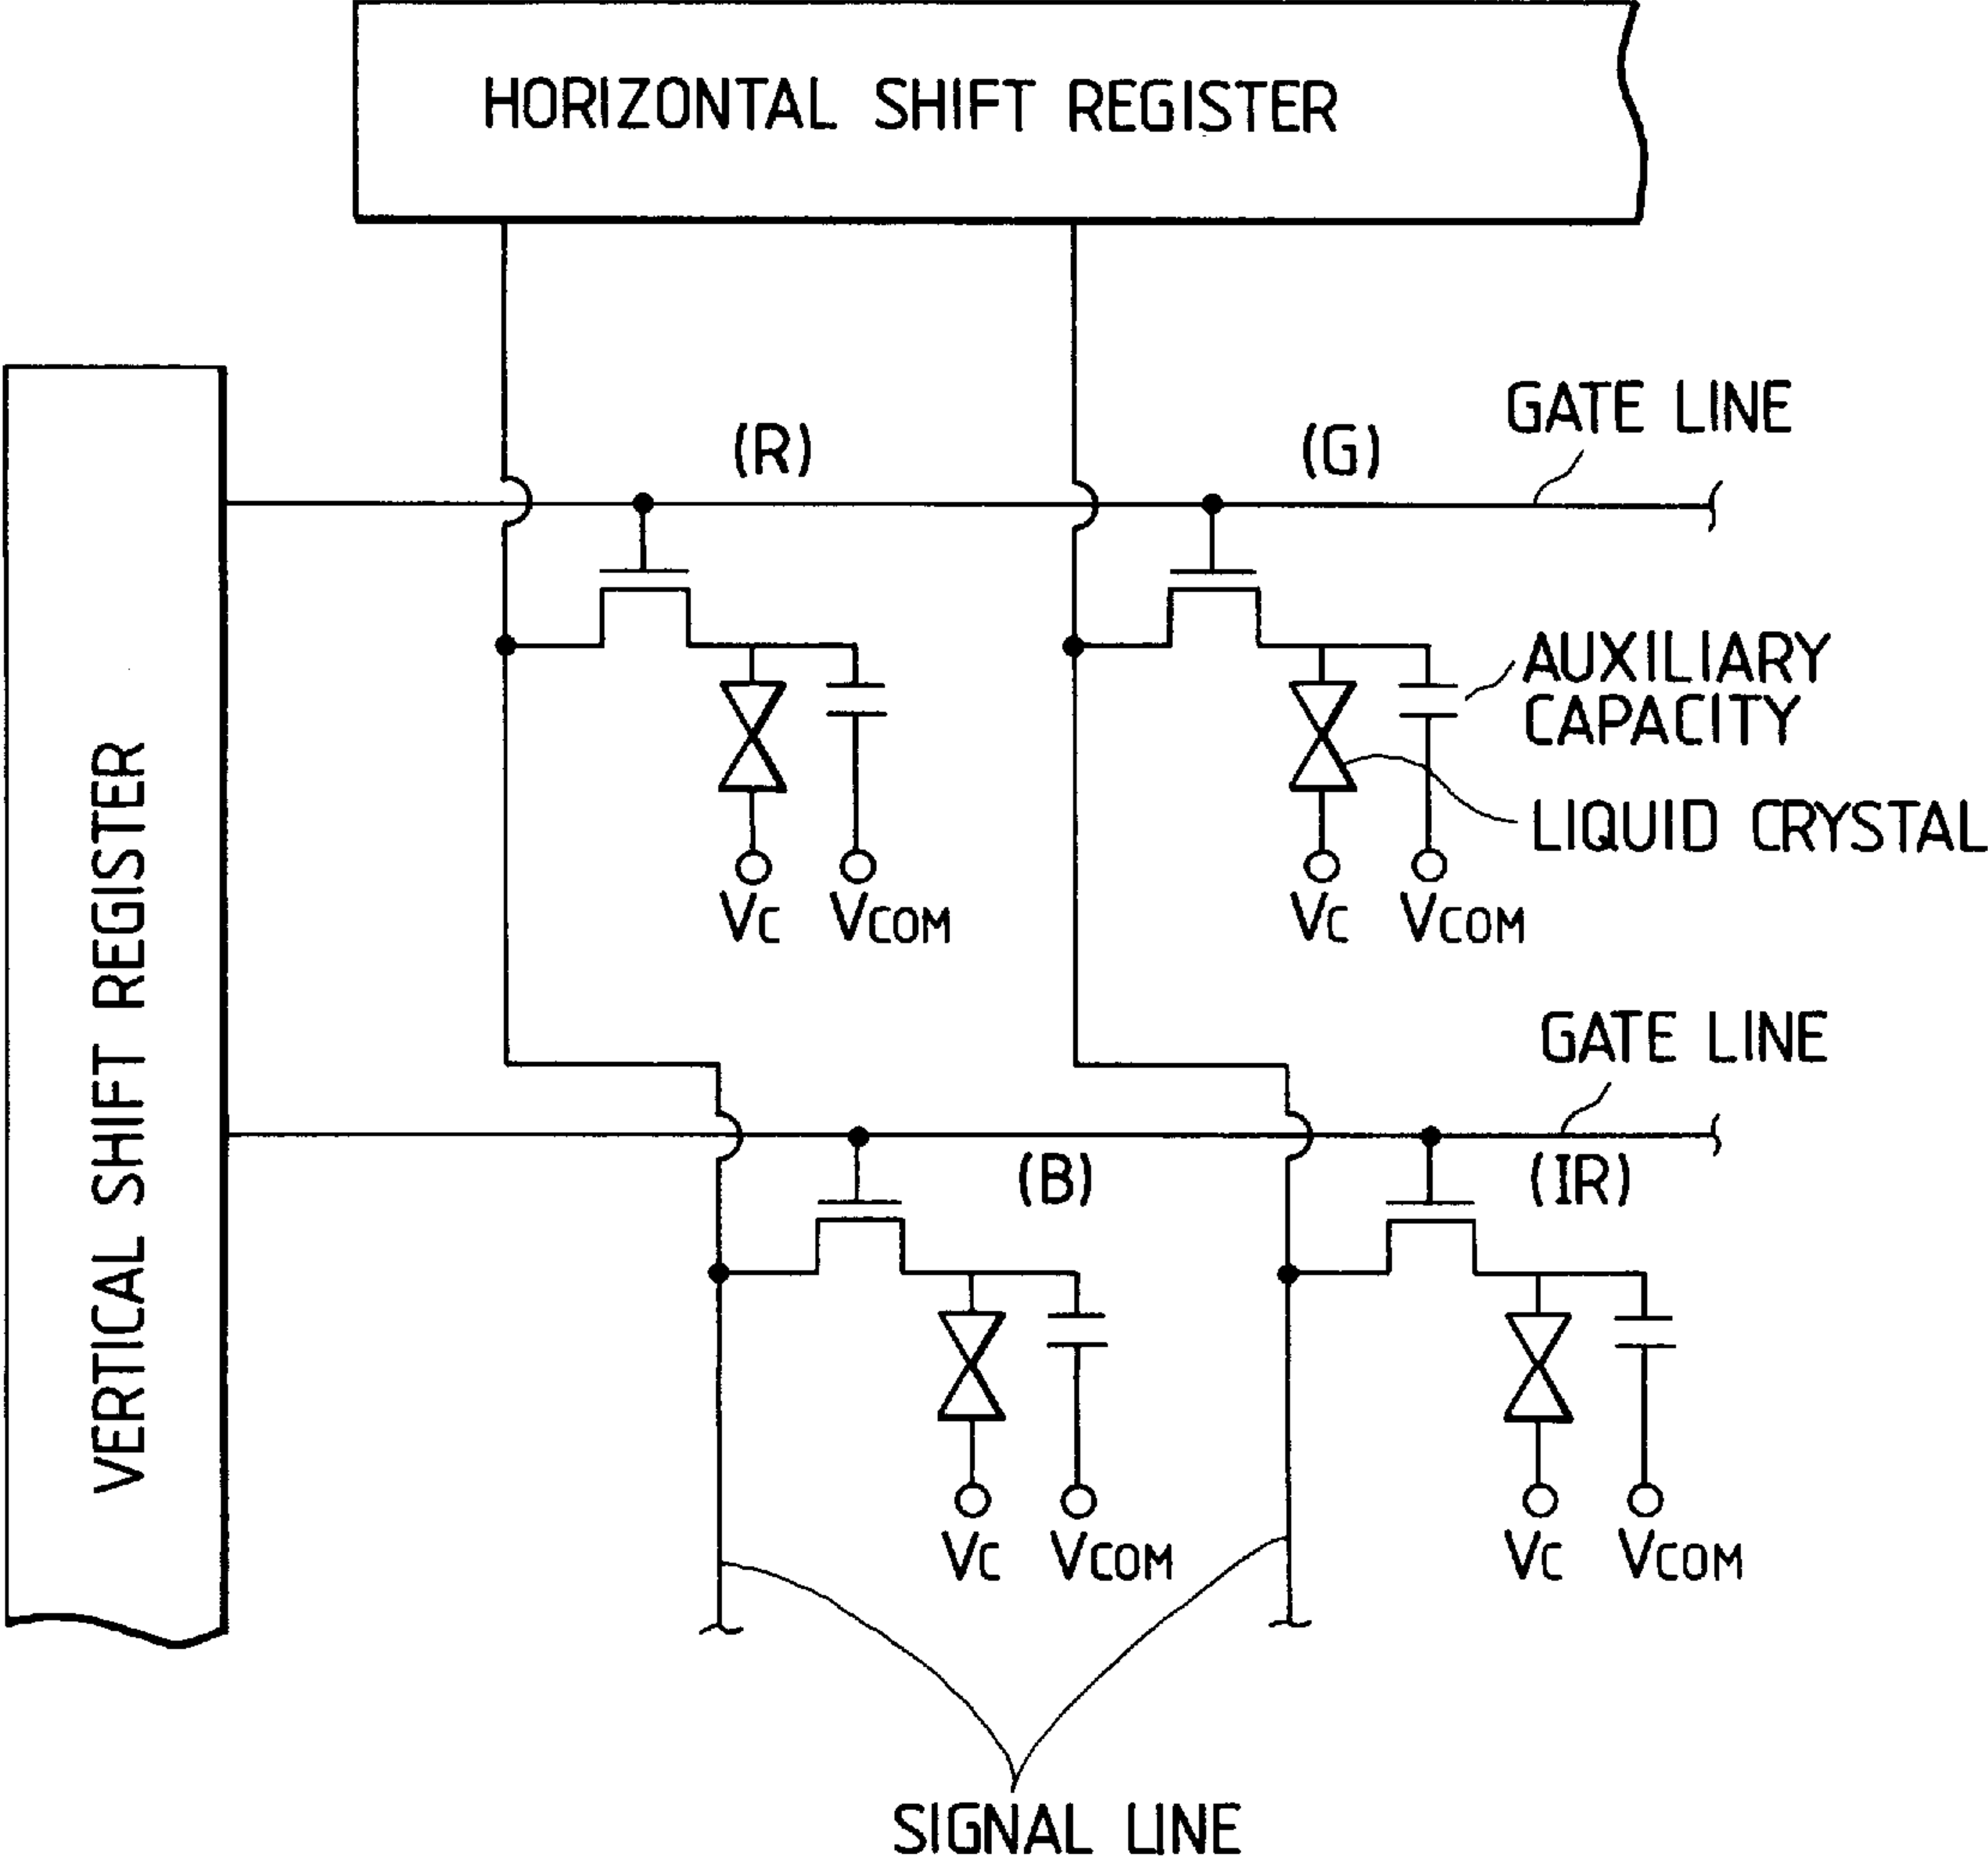 HORIZONTAL SHIFT REGISTER
VERTICAL SHIFT REGISTER
GATE LINE
(R)
(G)
AUXILIARY
CAPACITY
LIQUID CRYSTAL
VC VCOM
VC VCOM
GATE LINE
(B)
(IR)
VC VCOM
VC VCOM
SIGNAL LINE